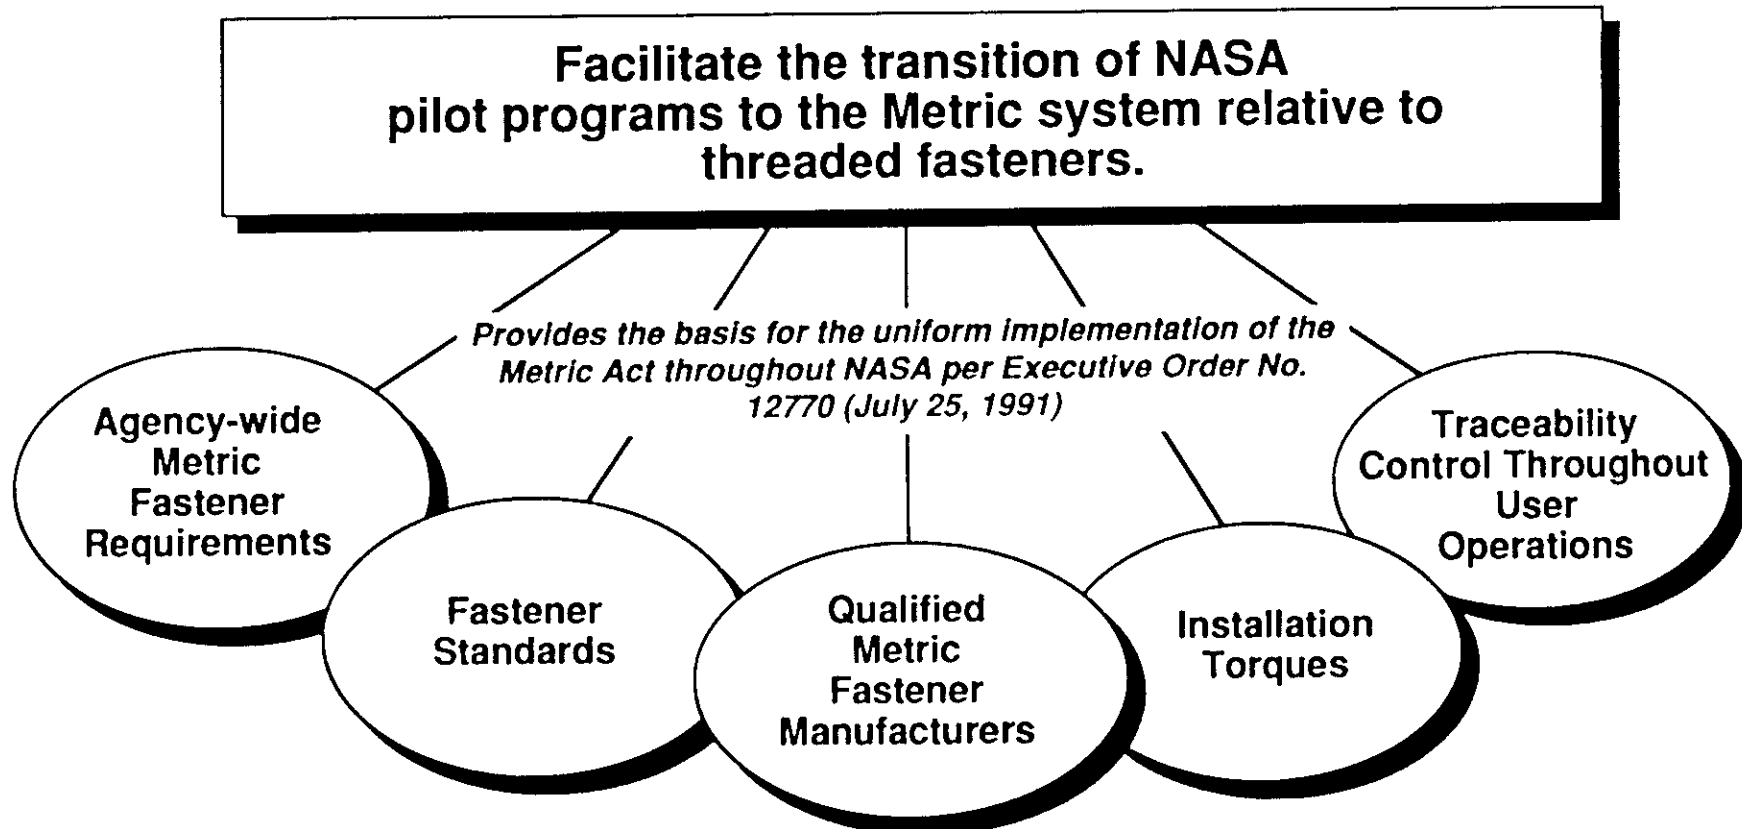 Facilitate the transition of NASA
pilot programs to the Metric system relative to
threaded fasteners.
Provides the basis for the uniform implementation of the
Metric Act throughout NASA per Executive Order No.
12770 (July 25, 1991)
Agency-wide
Metric
Fastener
Requirements
Fastener
Standards
Qualified
Metric
Fastener
Manufacturers
Installation
Torques
Traceability
Control Throughout
User
Operations